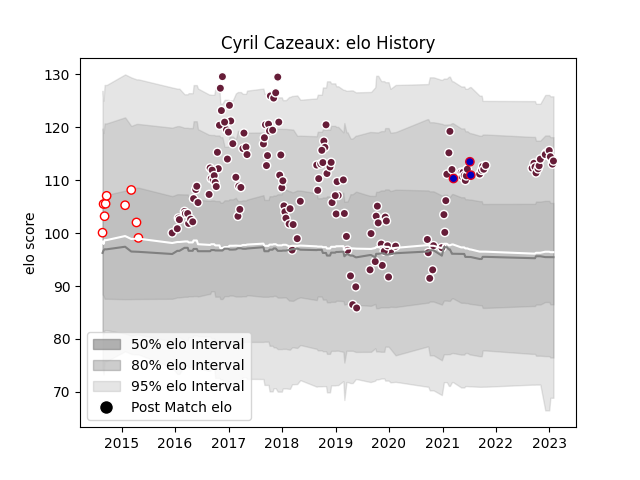 Cyril Cazeaux: elo History
elo score
130
120
110
100
90
80
70
50% elo Interval
80% elo Interval
95% elo Interval
Post Match elo
2015 2016 2017 2018 2019 2020 2021 2022 2023